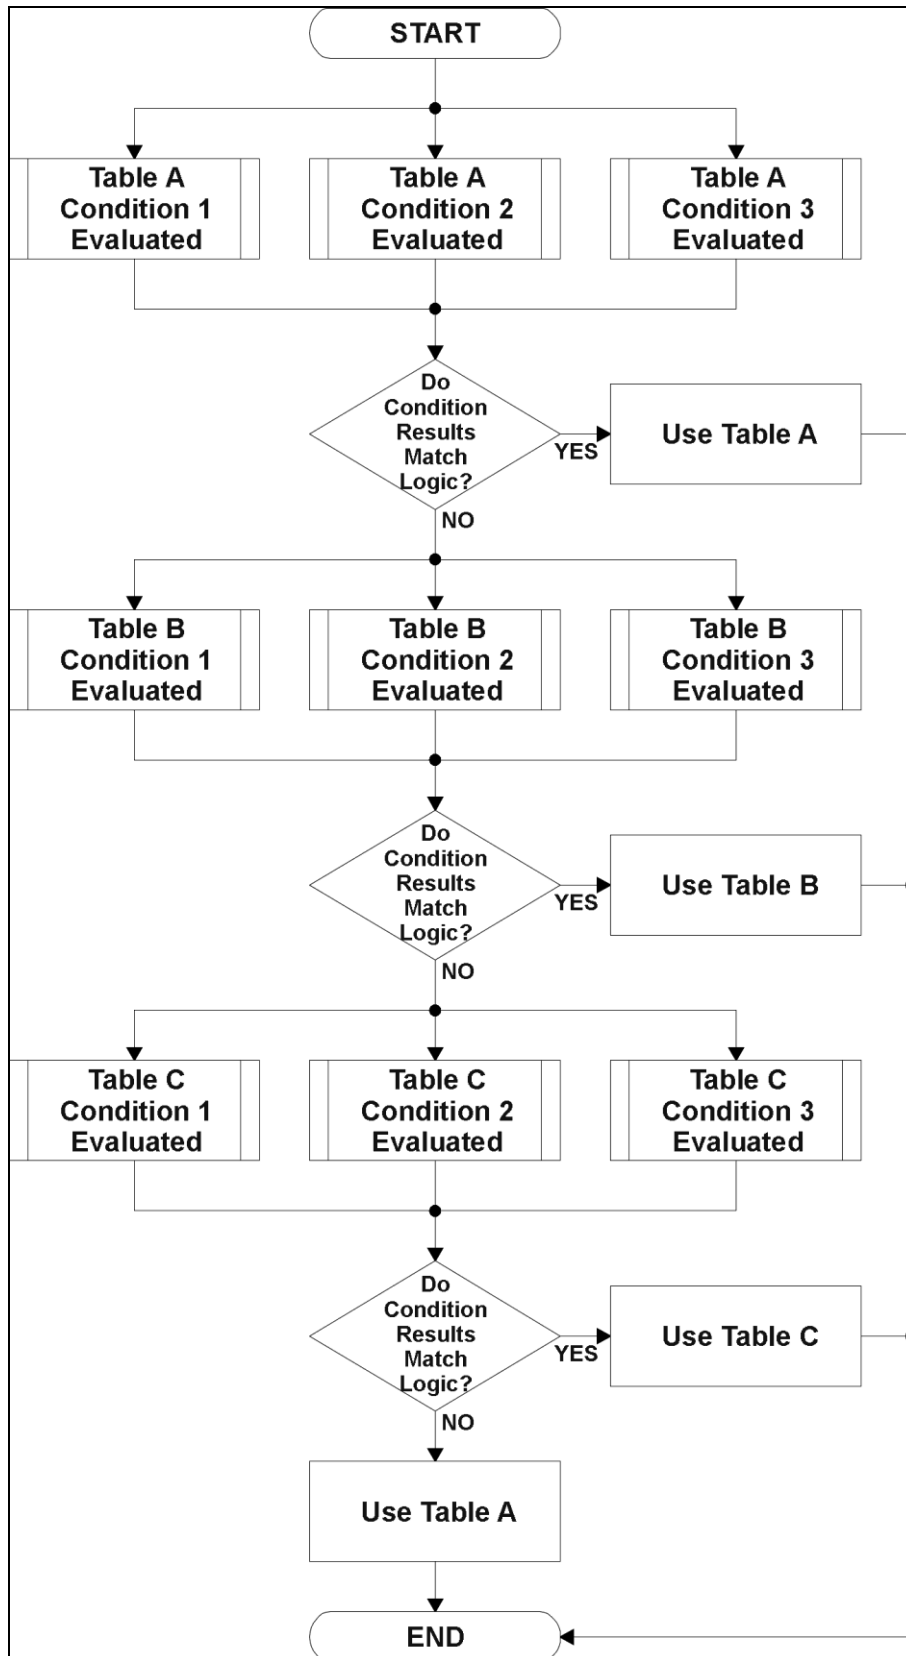 START
Table A
Condition 1
Evaluated
Table A
Condition 2
Evaluated
Table A
Condition 3
Evaluated
Do
Condition
Results
Match
Logic?
YES
Use Table A
NO
Table B
Condition 1
Evaluated
Table B
Condition 2
Evaluated
Table B
Condition 3
Evaluated
Do
Condition
Results
Match
Logic?
YES
Use Table B
NO
Table C
Condition 1
Evaluated
Table C
Condition 2
Evaluated
Table C
Condition 3
Evaluated
Do
Condition
Results
Match
Logic?
YES
Use Table C
NO
Use Table A
END